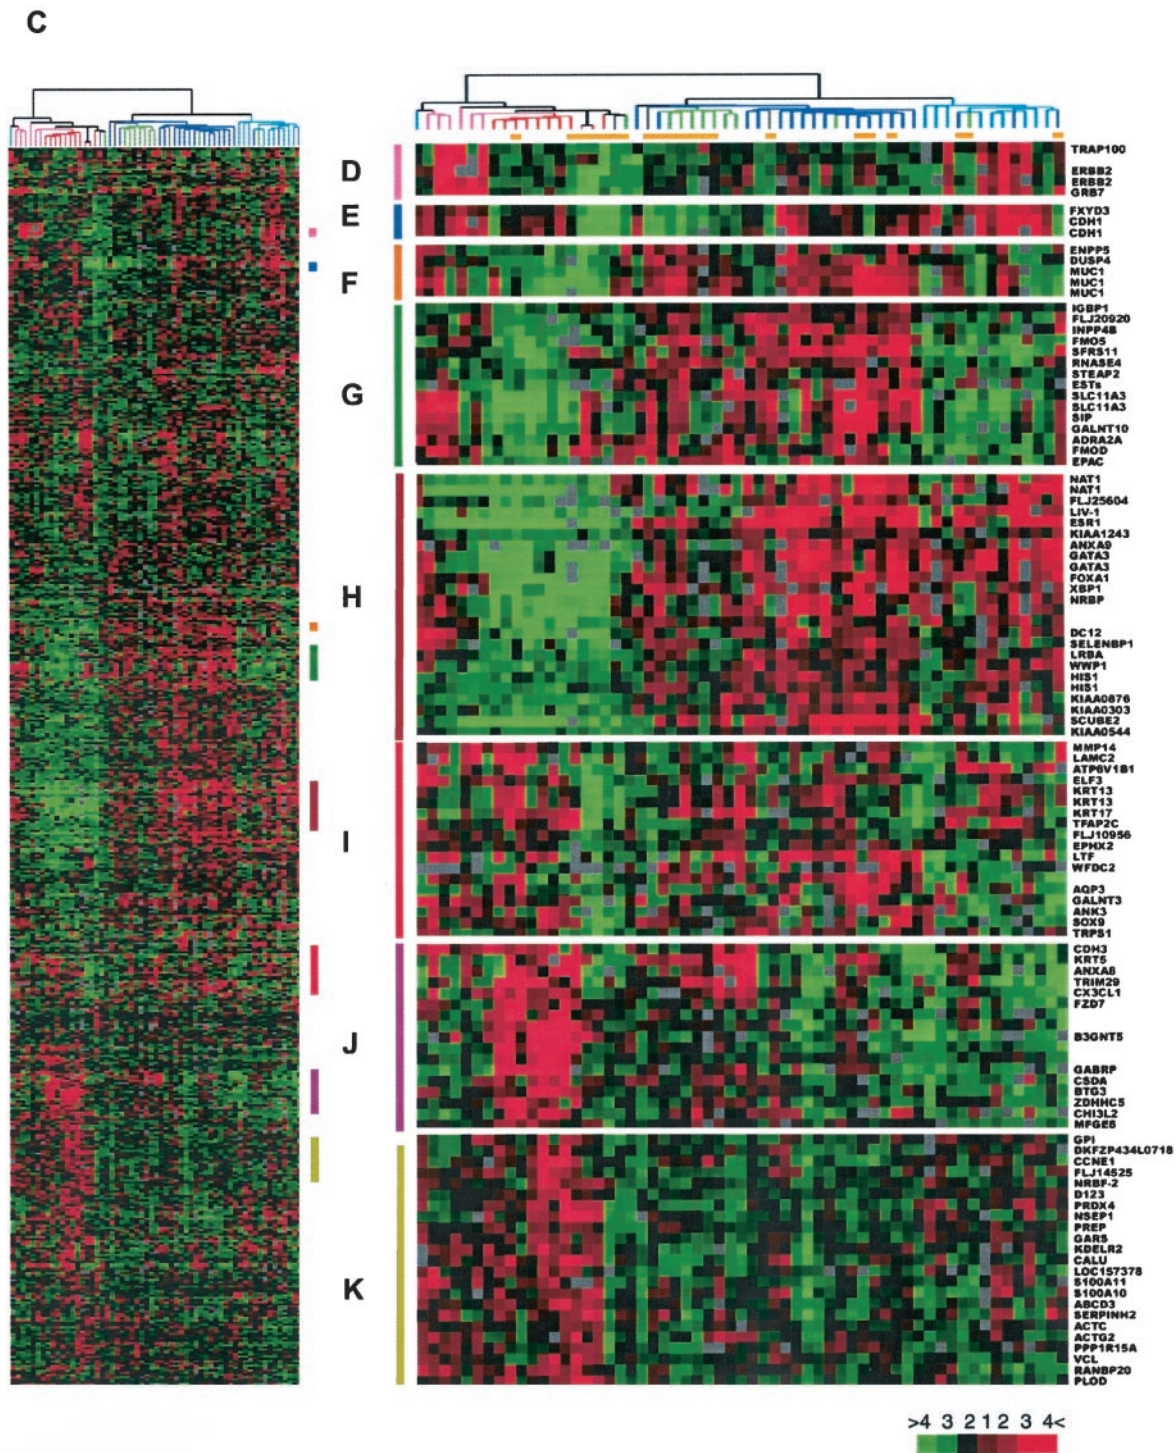 C
D
TRAP100
ERBB2
ERBB2
GRB7
E
FXYD3
CDH1
CDH1
F
ENPP5
DUSP4
MUC1
MUC1
MUC1
G
IGBP1
FLJ20920
INPP4B
FMO5
SFRS11
RNASE4
STEAP2
ESTs
SLC11A3
SLC11A3
SIP
GALNT10
ADRA2A
FMOD
EPAC
H
NAT1
NAT1
FLJ25604
LIV-1
ESR1
KIAA1243
ANXA9
GATA3
GATA3
FOXA1
XBP1
NRBP
DC12
SELENBP1
LRBA
WWP1
HIS1
HIS1
KIAA0876
KIAA0303
SCUBE2
KIAA0544
I
MMP14
LAMC2
ATP6V1B1
ELF3
KRT13
KRT13
KRT17
TFAP2C
FLJ10956
EPHX2
LTF
WFDC2
AQP3
GALNT3
ANK3
SOX9
TRPS1
J
CDH3
KRT5
ANXA8
TRIM29
CX3CL1
FZD7
B3GNT5
GABRP
CSDA
BTG3
ZDHHC5
CHI3L2
MFGE8
K
GPI
DKFZP434L0718
CCNE1
FLJ14525
NRBF-2
D123
PRDX4
NSEP1
PREP
GARS
KDELR2
CALU
LOC157378
S100A11
S100A10
ABCD3
SERPINH2
ACTC
ACTG2
PPP1R15A
VCL
RANBP20
PLOD
>4 3 2 1 2 3 4<